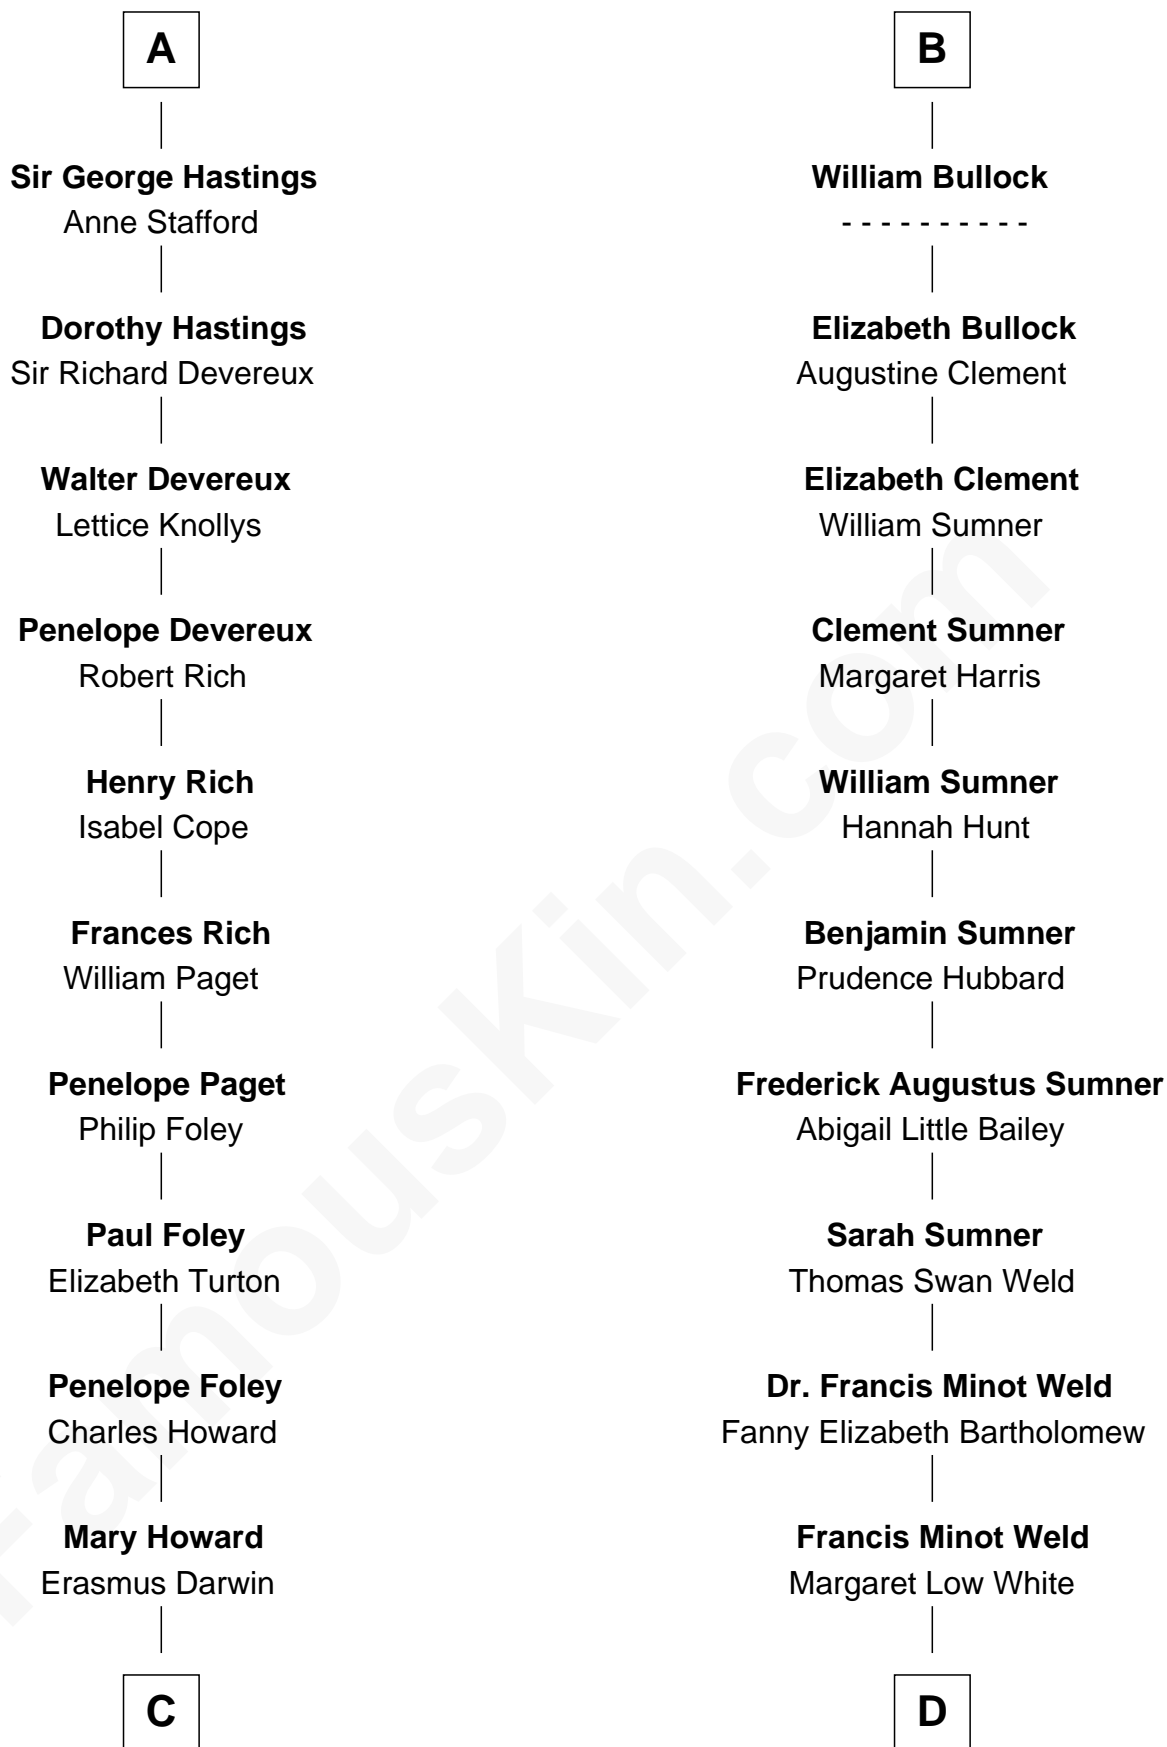 A
Sir George Hastings
Anne Stafford
Dorothy Hastings
Sir Richard Devereux
Walter Devereux
Lettice Knollys
Penelope Devereux
Robert Rich
Henry Rich
Isabel Cope
Frances Rich
William Paget
Penelope Paget
Philip Foley
Paul Foley
Elizabeth Turton
Penelope Foley
Charles Howard
Mary Howard
Erasmus Darwin
C
B
William Bullock
- - - - - - - - - -
Elizabeth Bullock
Augustine Clement
Elizabeth Clement
William Sumner
Clement Sumner
Margaret Harris
William Sumner
Hannah Hunt
Benjamin Sumner
Prudence Hubbard
Frederick Augustus Sumner
Abigail Little Bailey
Sarah Sumner
Thomas Swan Weld
Dr. Francis Minot Weld
Fanny Elizabeth Bartholomew
Francis Minot Weld
Margaret Low White
D
FamousKin.com